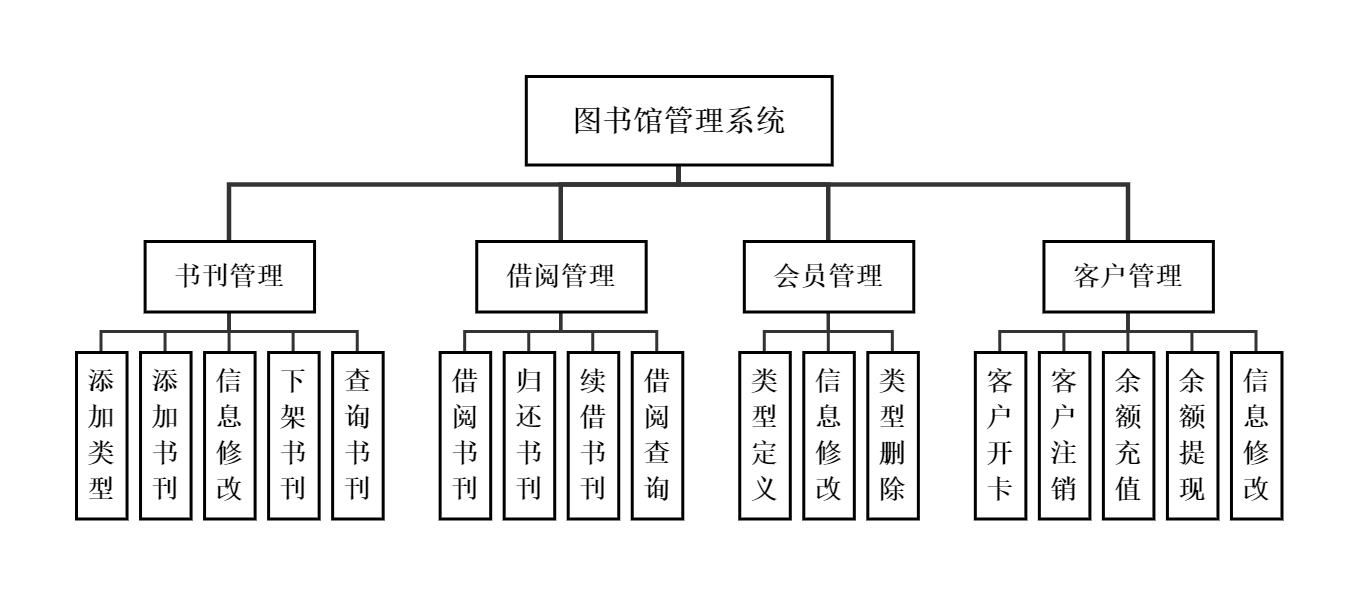 图书馆管理系统
书刊管理
借阅管理
会员管理
客户管理
添加类型
添加书刊
信息修改
下架书刊
查询书刊
借阅书刊
归还书刊
续借书刊
借阅查询
类型定义
信息修改
类型删除
客户开卡
客户注销
余额充值
余额提现
信息修改